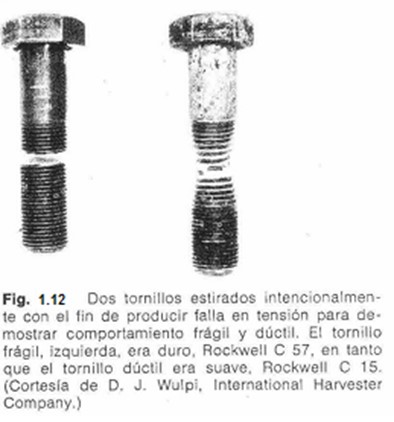 Fig. 1.12 Dos tornillos estirados intencionalmen-
te con el fin de producir falla en tensión para de-
mostrar comportamiento frágil y dúctil. El tornillo
frágil, izquierda, era duro, Rockwell C 57, en tanto
que el tornillo dúctil era suave, Rockwell C 15.
(Cortesía de D. J. Wulpi, International Harvester
Company.)